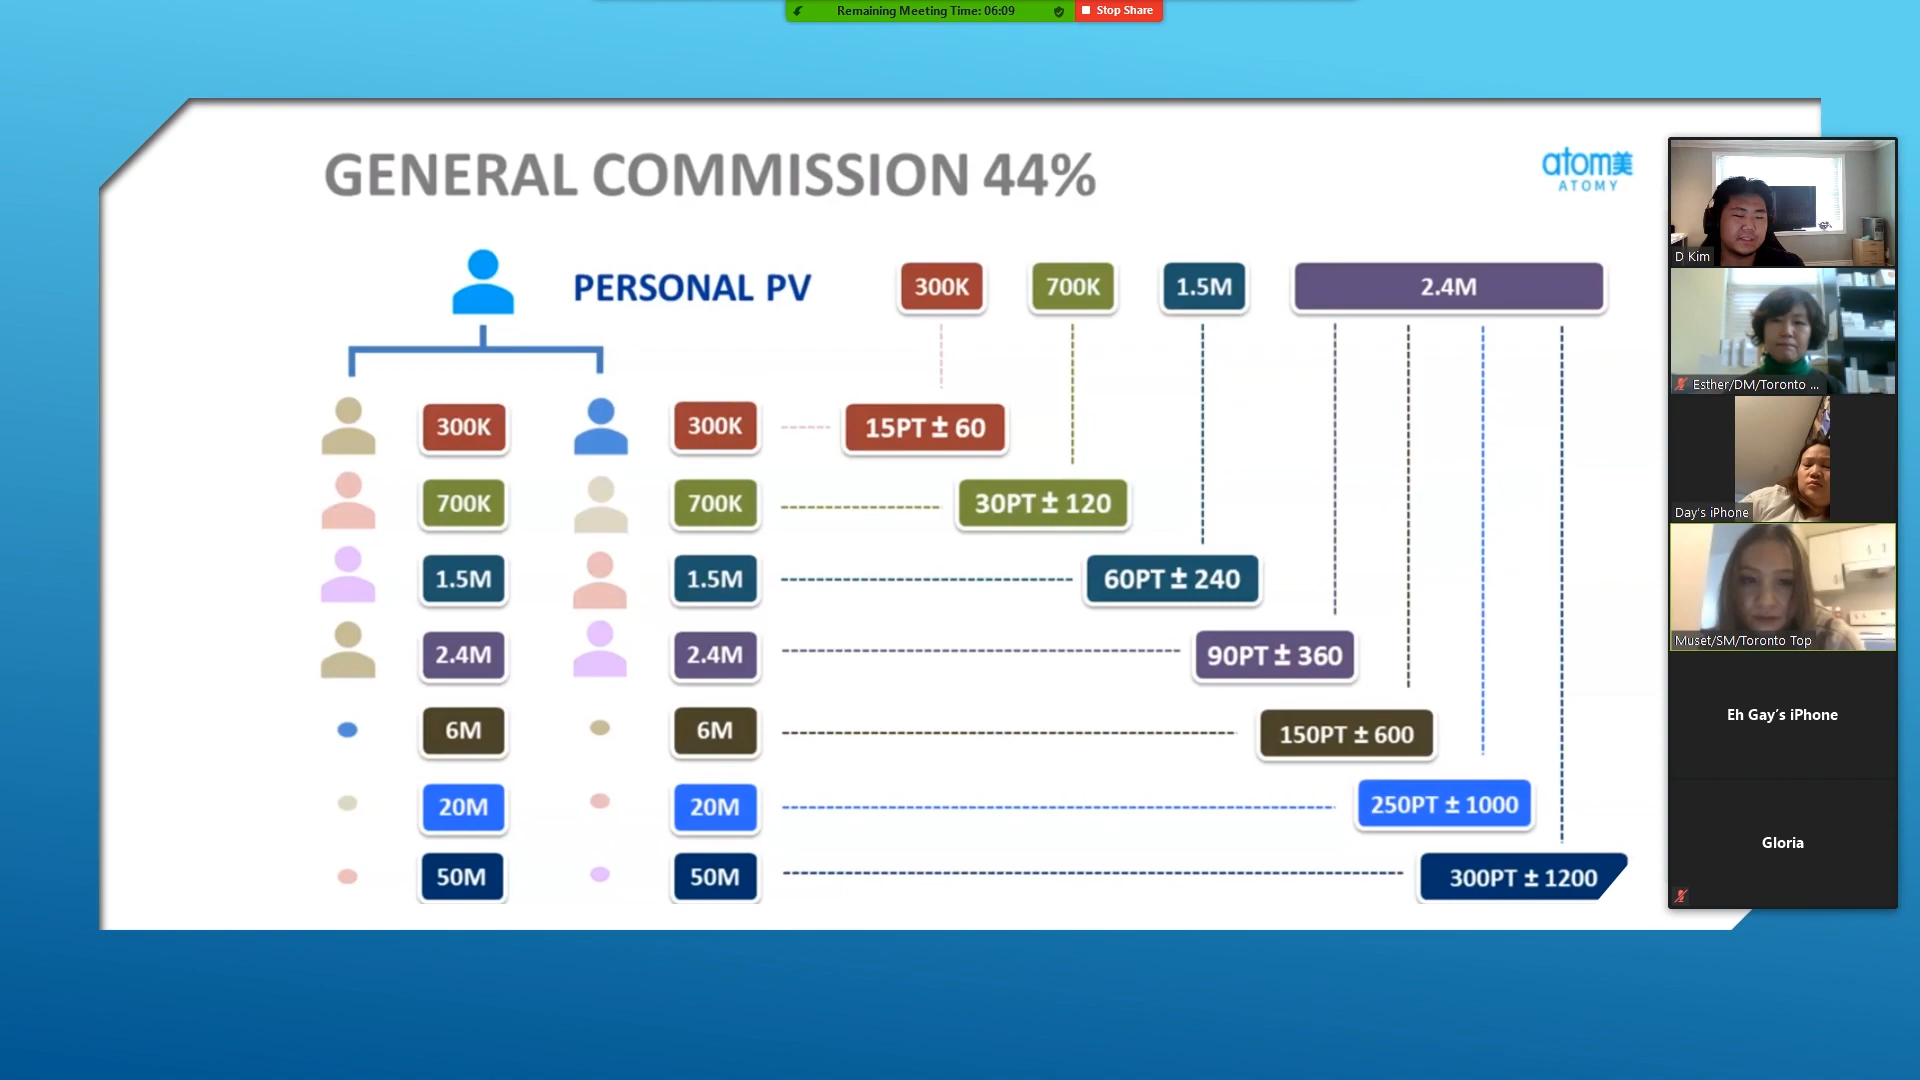 Remaining Meeting Time: 06:09
Stop Share
GENERAL COMMISSION 44%
atom美
ATOMY
PERSONAL PV
300K
700K
1.5M
2.4M
300K
300K
15PT ± 60
700K
700K
30PT ± 120
1.5M
1.5M
60PT ± 240
2.4M
2.4M
90PT ± 360
6M
6M
150PT ± 600
20M
20M
250PT ± 1000
50M
50M
300PT ± 1200
D Kim
Esther/DM/Toronto ...
Day's iPhone
Muset/SM/Toronto Top
Eh Gay's iPhone
Gloria